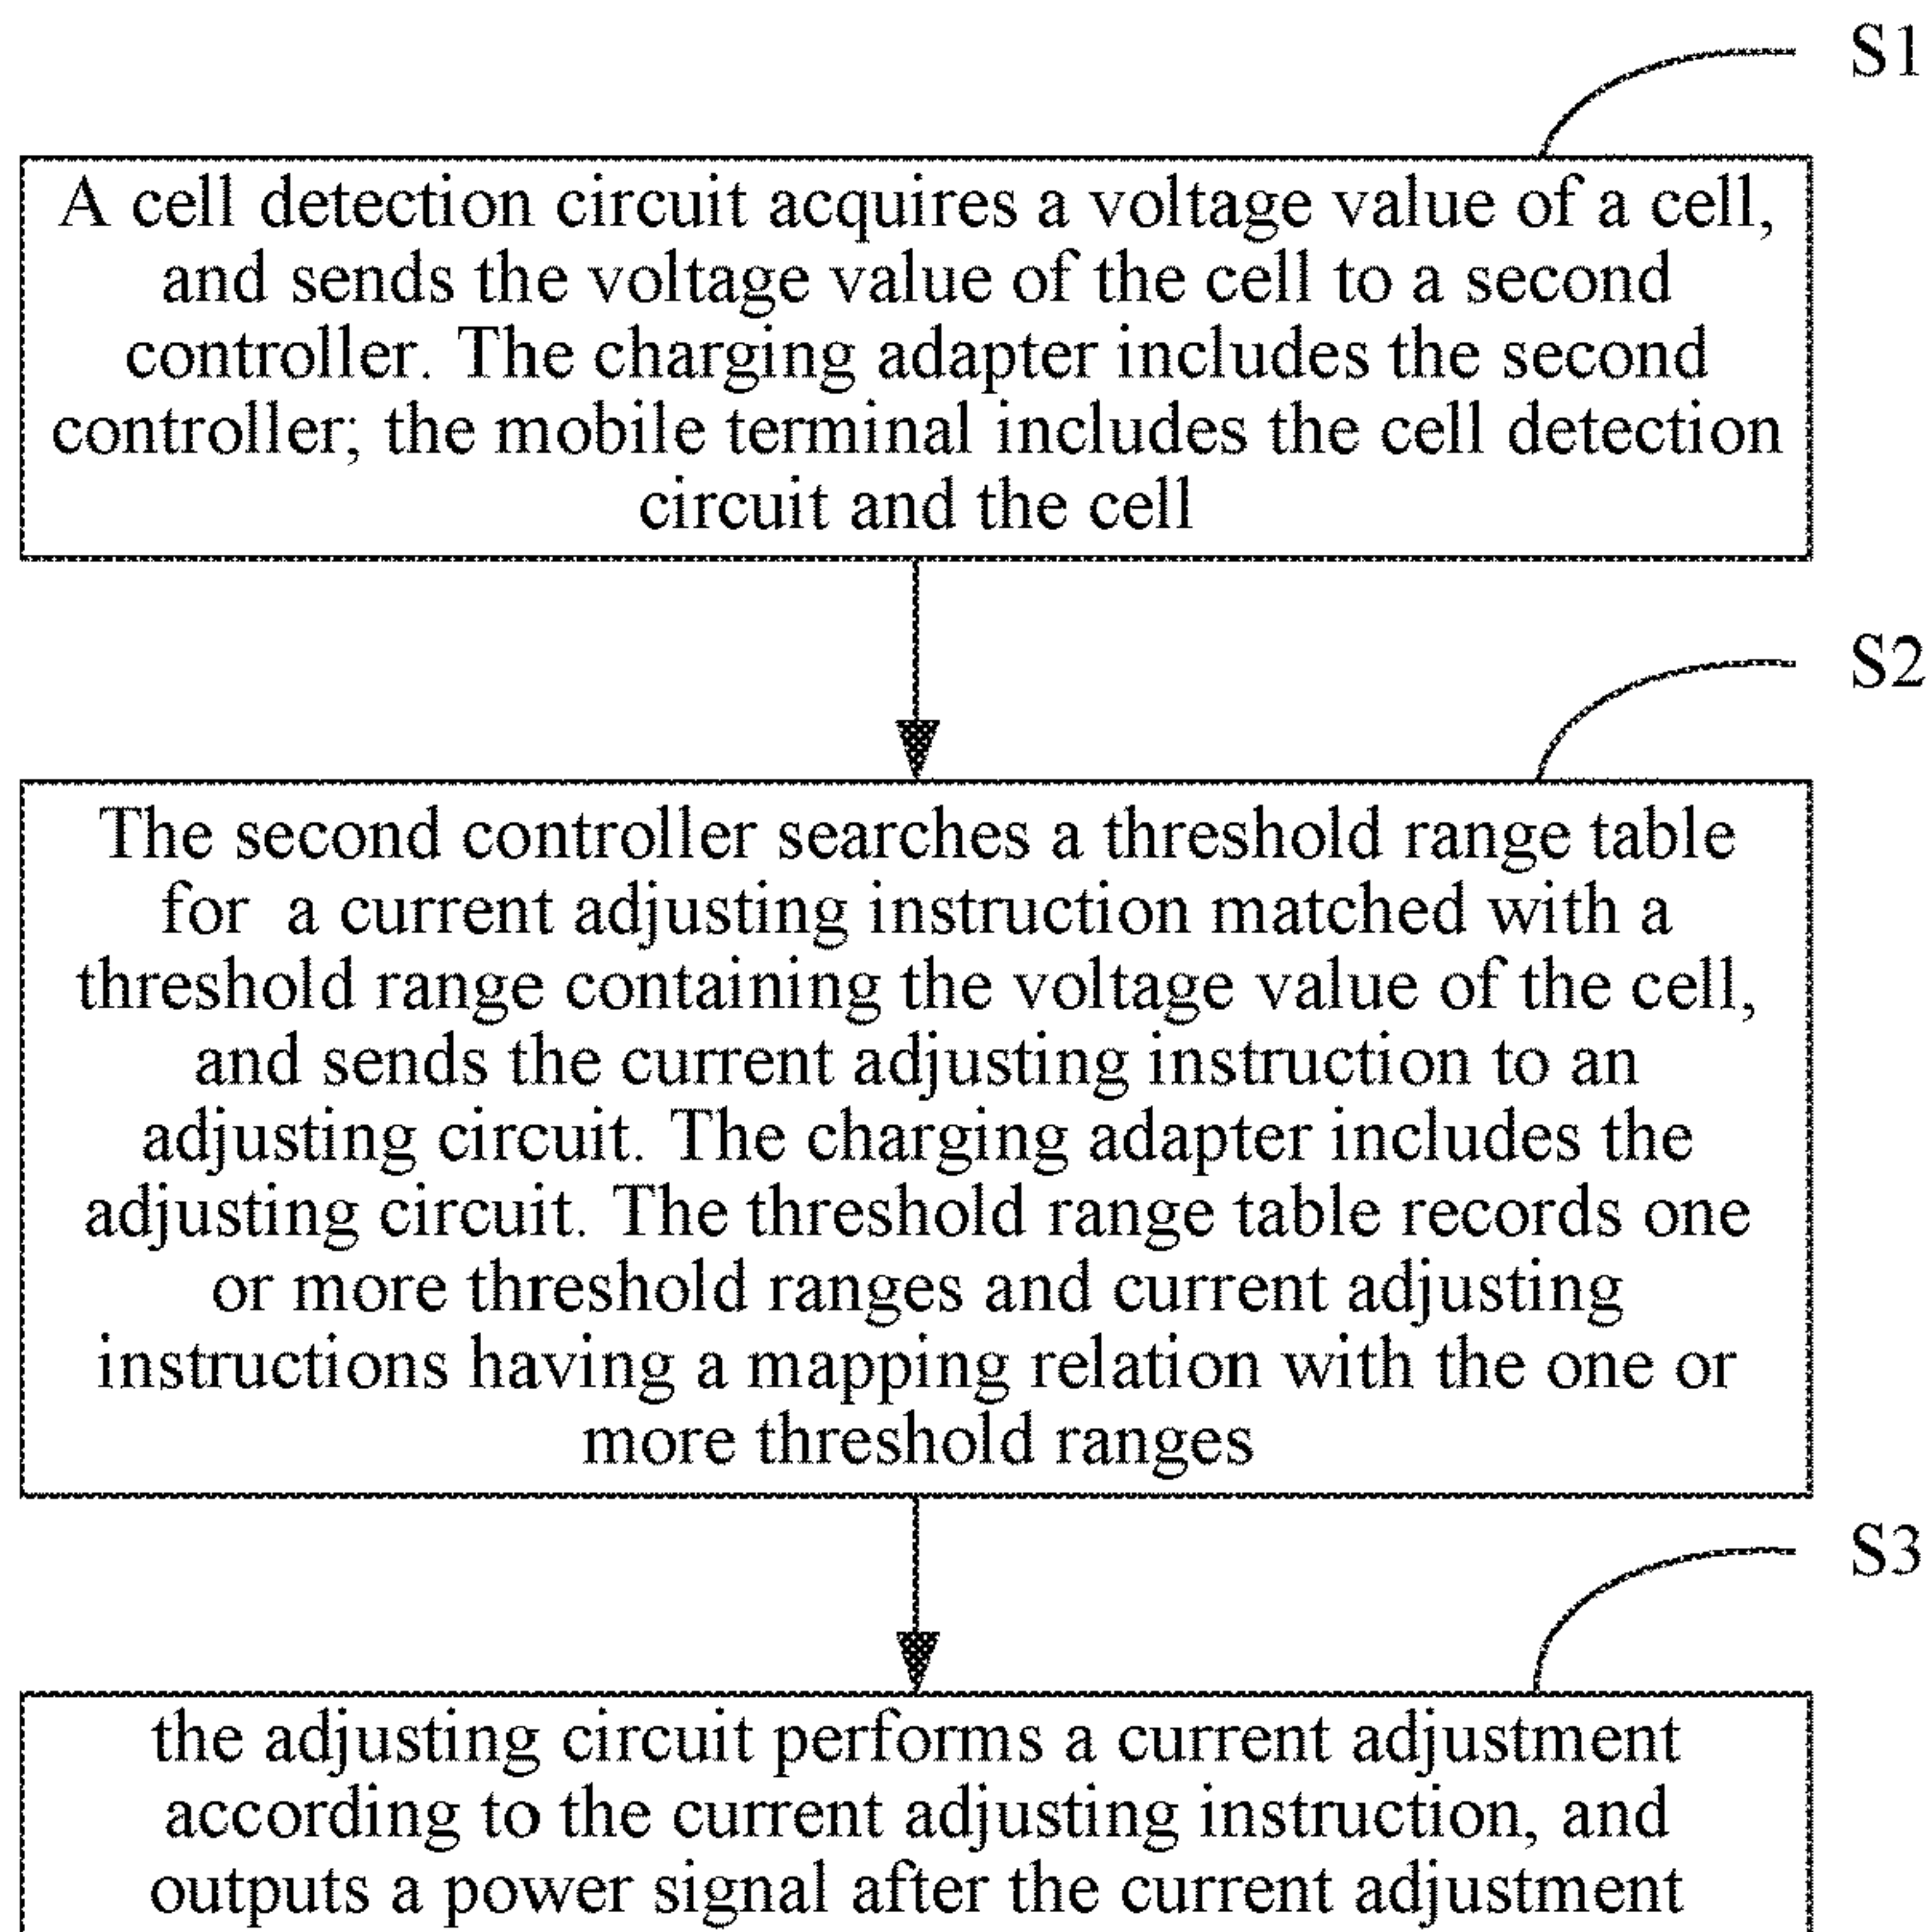 S1
A cell detection circuit acquires a voltage value of a cell,
and sends the voltage value of the cell to a second
controller. The charging adapter includes the second
controller; the mobile terminal includes the cell detection
circuit and the cell
S2
The second controller searches a threshold range table
for a current adjusting instruction matched with a
threshold range containing the voltage value of the cell,
and sends the current adjusting instruction to an
adjusting circuit. The charging adapter includes the
adjusting circuit. The threshold range table records one
or more threshold ranges and current adjusting
instructions having a mapping relation with the one or
more threshold ranges
S3
the adjusting circuit performs a current adjustment
according to the current adjusting instruction, and
outputs a power signal after the current adjustment